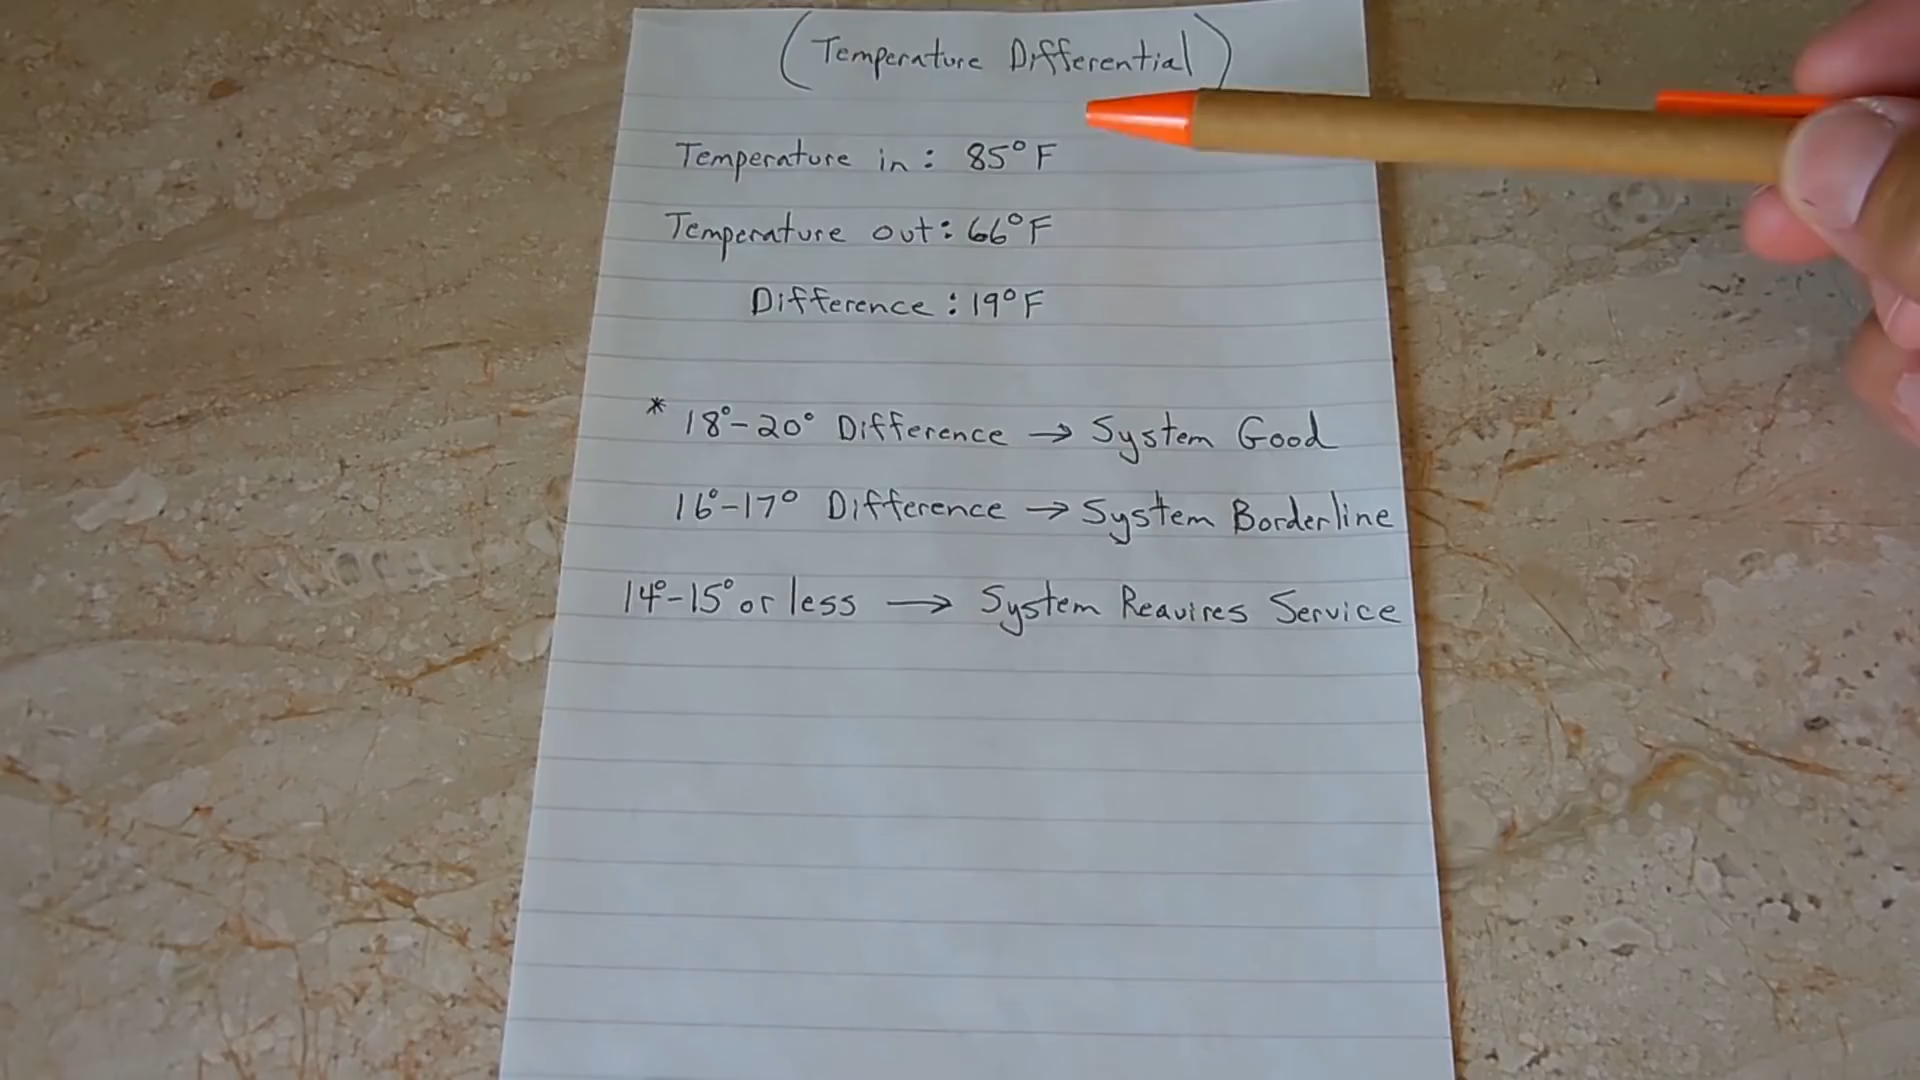 (Temperature Differential)
Temperature in: 85°F
Temperature out: 66°F
Difference: 19°F
* 18°-20° Difference → System Good
16°-17° Difference → System Borderline
14°-15° or less → System Requires Service